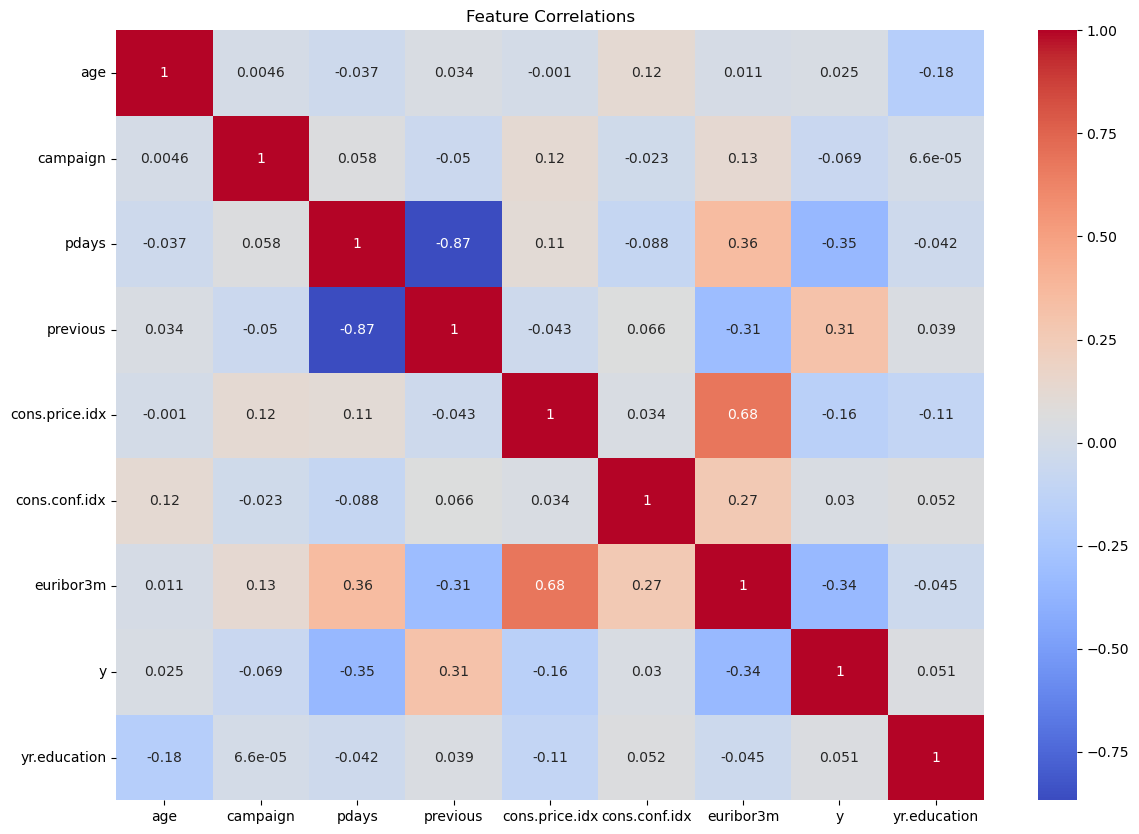 Feature Correlations
age 1 0.0046 -0.037 0.034 -0.001 0.12 0.011 0.025 -0.18
campaign 0.0046 1 0.058 -0.05 0.12 -0.023 0.13 -0.069 6.6e-05
pdays -0.037 0.058 1 -0.87 0.11 -0.088 0.36 -0.35 -0.042
previous 0.034 -0.05 -0.87 1 -0.043 0.066 -0.31 0.31 0.039
cons.price.idx -0.001 0.12 0.11 -0.043 1 0.034 0.68 -0.16 -0.11
cons.conf.idx 0.12 -0.023 -0.088 0.066 0.034 1 0.27 0.03 0.052
euribor3m 0.011 0.13 0.36 -0.31 0.68 0.27 1 -0.34 -0.045
y 0.025 -0.069 -0.35 0.31 -0.16 0.03 -0.34 1 0.051
yr.education -0.18 6.6e-05 -0.042 0.039 -0.11 0.052 -0.045 0.051 1
age campaign pdays previous cons.price.idx cons.conf.idx euribor3m y yr.education
1.00
0.75
0.50
0.25
0.00
−0.25
−0.50
−0.75